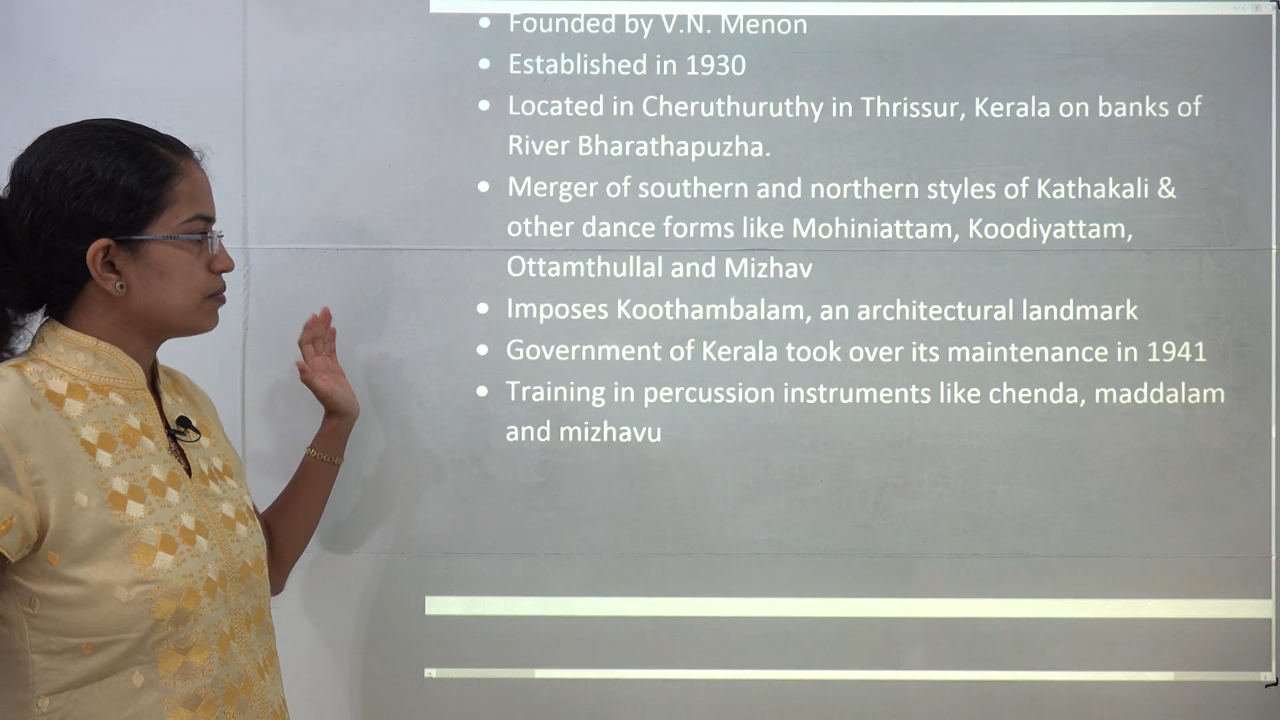 • Founded by V.N. Menon
• Established in 1930
• Located in Cheruthuruthy in Thrissur, Kerala on banks of
River Bharathapuzha.
• Merger of southern and northern styles of Kathakali &
other dance forms like Mohiniattam, Koodiyattam,
Ottamthullal and Mizhav
• Imposes Koothambalam, an architectural landmark
• Government of Kerala took over its maintenance in 1941
• Training in percussion instruments like chenda, maddalam
and mizhavu